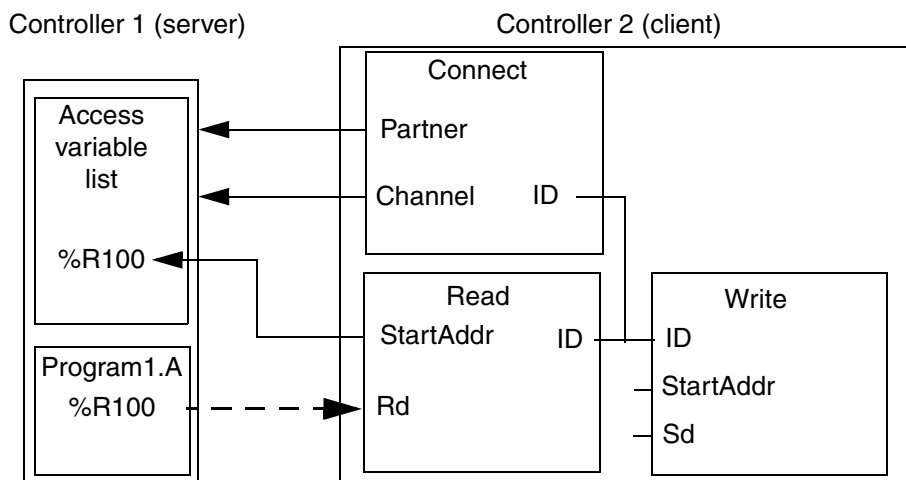 Controller 1 (server)
Controller 2 (client)
Connect
Access
variable
list
Partner
Channel
ID
%R100
Read
Write
StartAddr
ID
ID
Program1.A
StartAddr
%R100
Rd
Sd